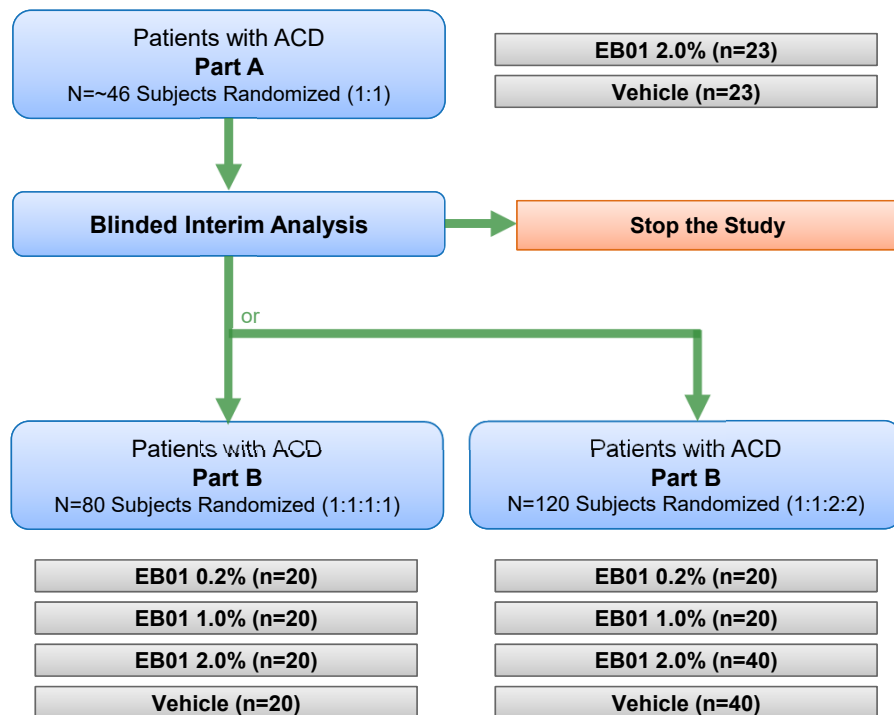 Patients with ACD
Part A
N=~46 Subjects Randomized (1:1)
EB01 2.0% (n=23)
Vehicle (n=23)
Blinded Interim Analysis
Stop the Study
or
Patients with ACD
Part B
N=80 Subjects Randomized (1:1:1:1)
EB01 0.2% (n=20)
EB01 1.0% (n=20)
EB01 2.0% (n=20)
Vehicle (n=20)
Patients with ACD
Part B
N=120 Subjects Randomized (1:1:2:2)
EB01 0.2% (n=20)
EB01 1.0% (n=20)
EB01 2.0% (n=40)
Vehicle (n=40)